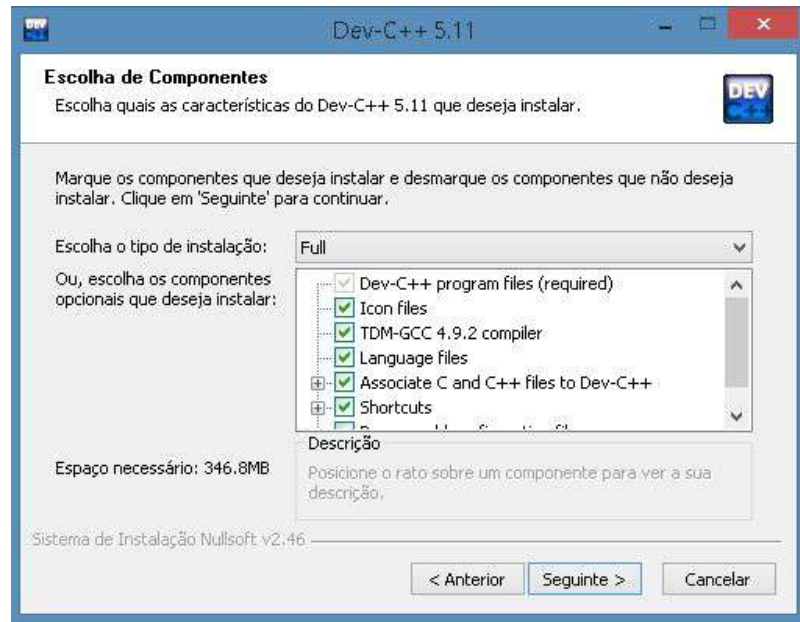 Dev-C++ 5.11
Escolha de Componentes
Escolha quais as características do Dev-C++ 5.11 que deseja instalar.
DEV
C++
Marque os componentes que deseja instalar e desmarque os componentes que não deseja
instalar. Clique em 'Seguinte' para continuar.
Escolha o tipo de instalação:
Full
Ou, escolha os componentes
opcionais que deseja instalar:
Dev-C++ program files (required)
Icon files
TDM-GCC 4.9.2 compiler
Language files
Associate C and C++ files to Dev-C++
Shortcuts
Espaço necessário: 346.8MB
Descrição
Posicione o rato sobre um componente para ver a sua
descrição.
Sistema de Instalação Nullsoft v2.46
< Anterior
Seguinte >
Cancelar